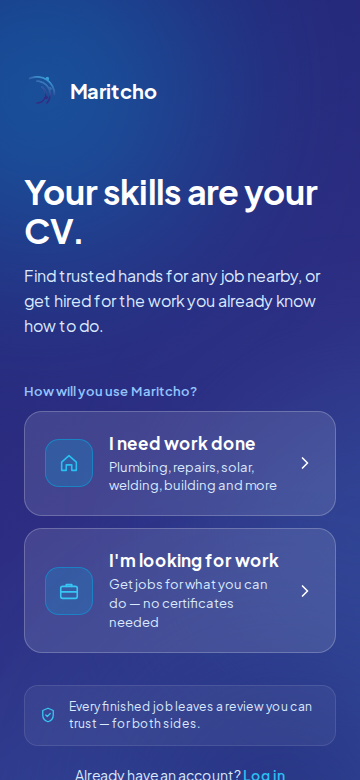 Maritcho
Your skills are your
CV.
Find trusted hands for any job nearby, or
get hired for the work you already know
how to do.
How will you use Maritcho?
I need work done
Plumbing, repairs, solar,
welding, building and more
I'm looking for work
Get jobs for what you can
do — no certificates
needed
Every finished job leaves a review you can
trust — for both sides.
Already have an account? Log in